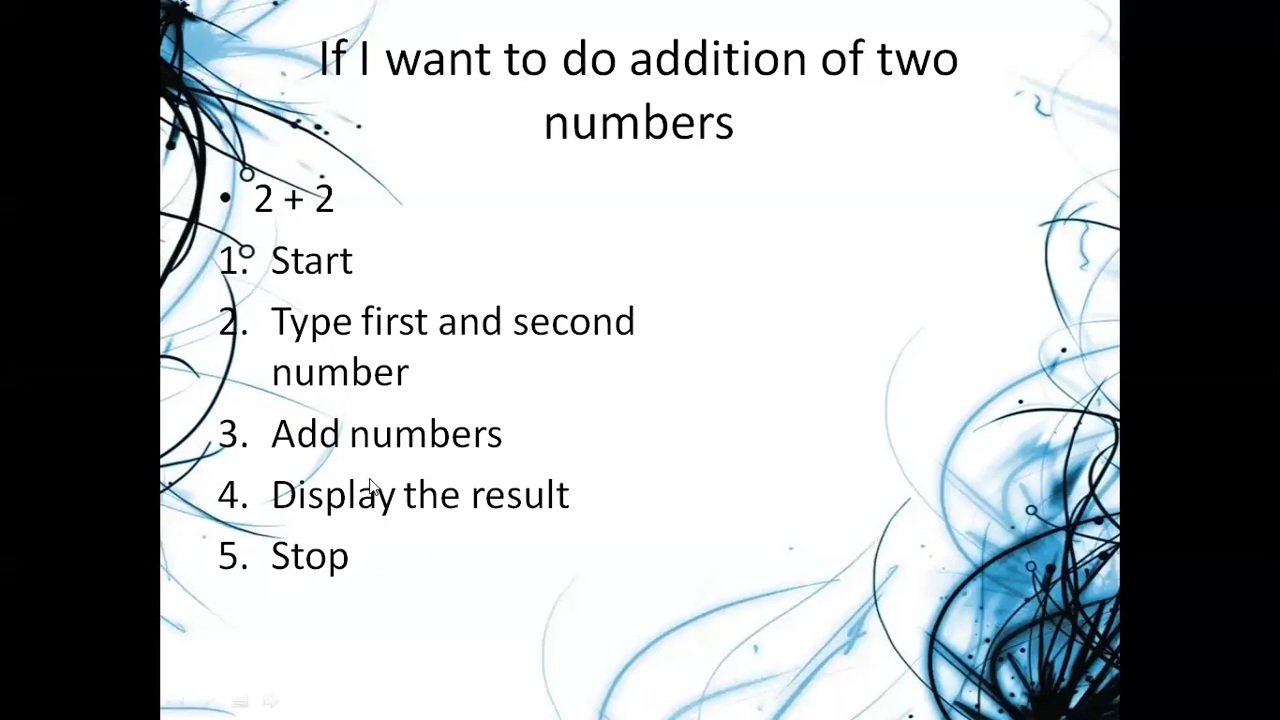 If I want to do addition of two
numbers
• 2 + 2
1. Start
2. Type first and second
number
3. Add numbers
4. Display the result
5. Stop